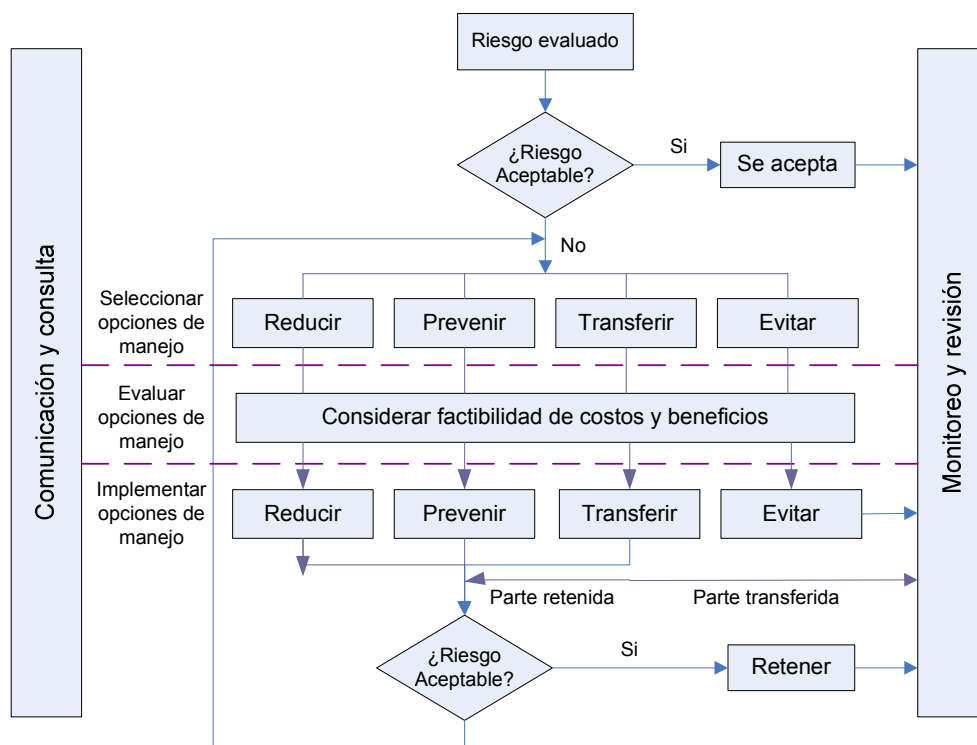 Riesgo evaluado
¿Riesgo
Aceptable?
Si
Se acepta
No
Comunicación y consulta
Monitoreo y revisión
Seleccionar
opciones de
manejo
Reducir
Prevenir
Transferir
Evitar
Evaluar
opciones de
manejo
Considerar factibilidad de costos y beneficios
Implementar
opciones de
manejo
Reducir
Prevenir
Transferir
Evitar
Parte retenida
Parte transferida
¿Riesgo
Aceptable?
Si
Retener